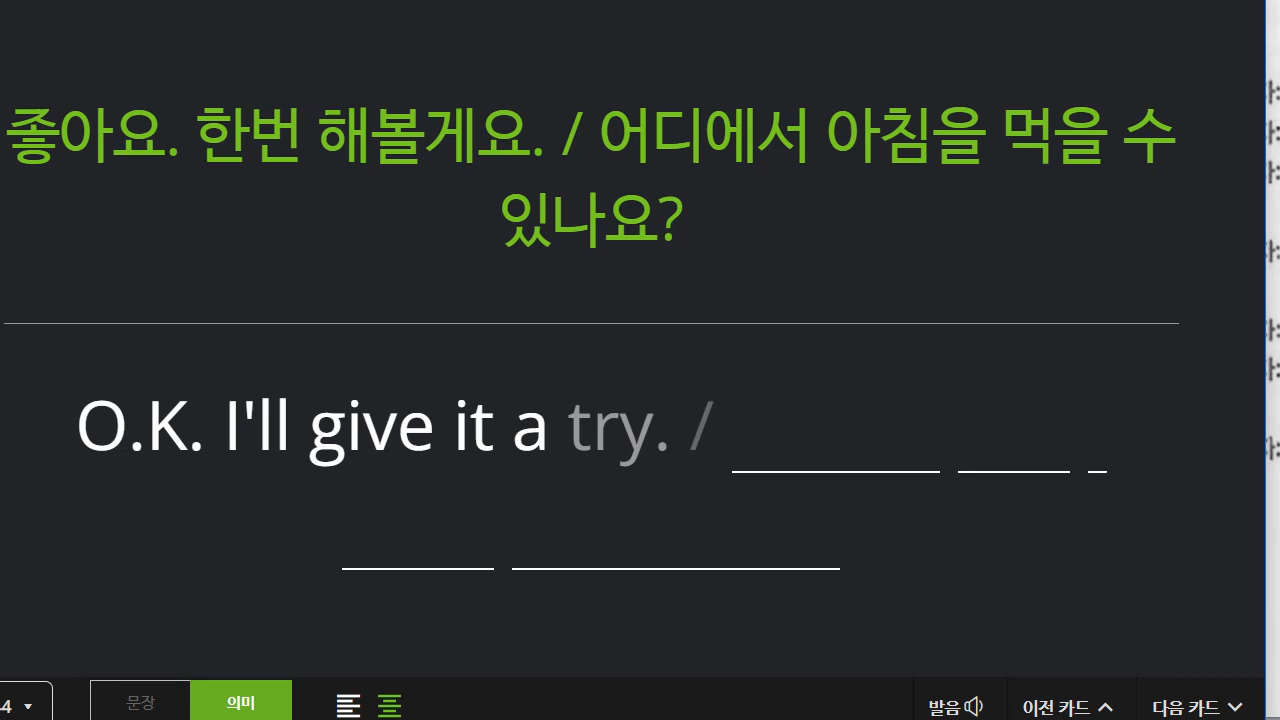 좋아요. 한번 해볼게요. / 어디에서 아침을 먹을 수
있나요?
O.K. I'll give it a try. /
4
문장
의미
발음
이전 카드
다음 카드